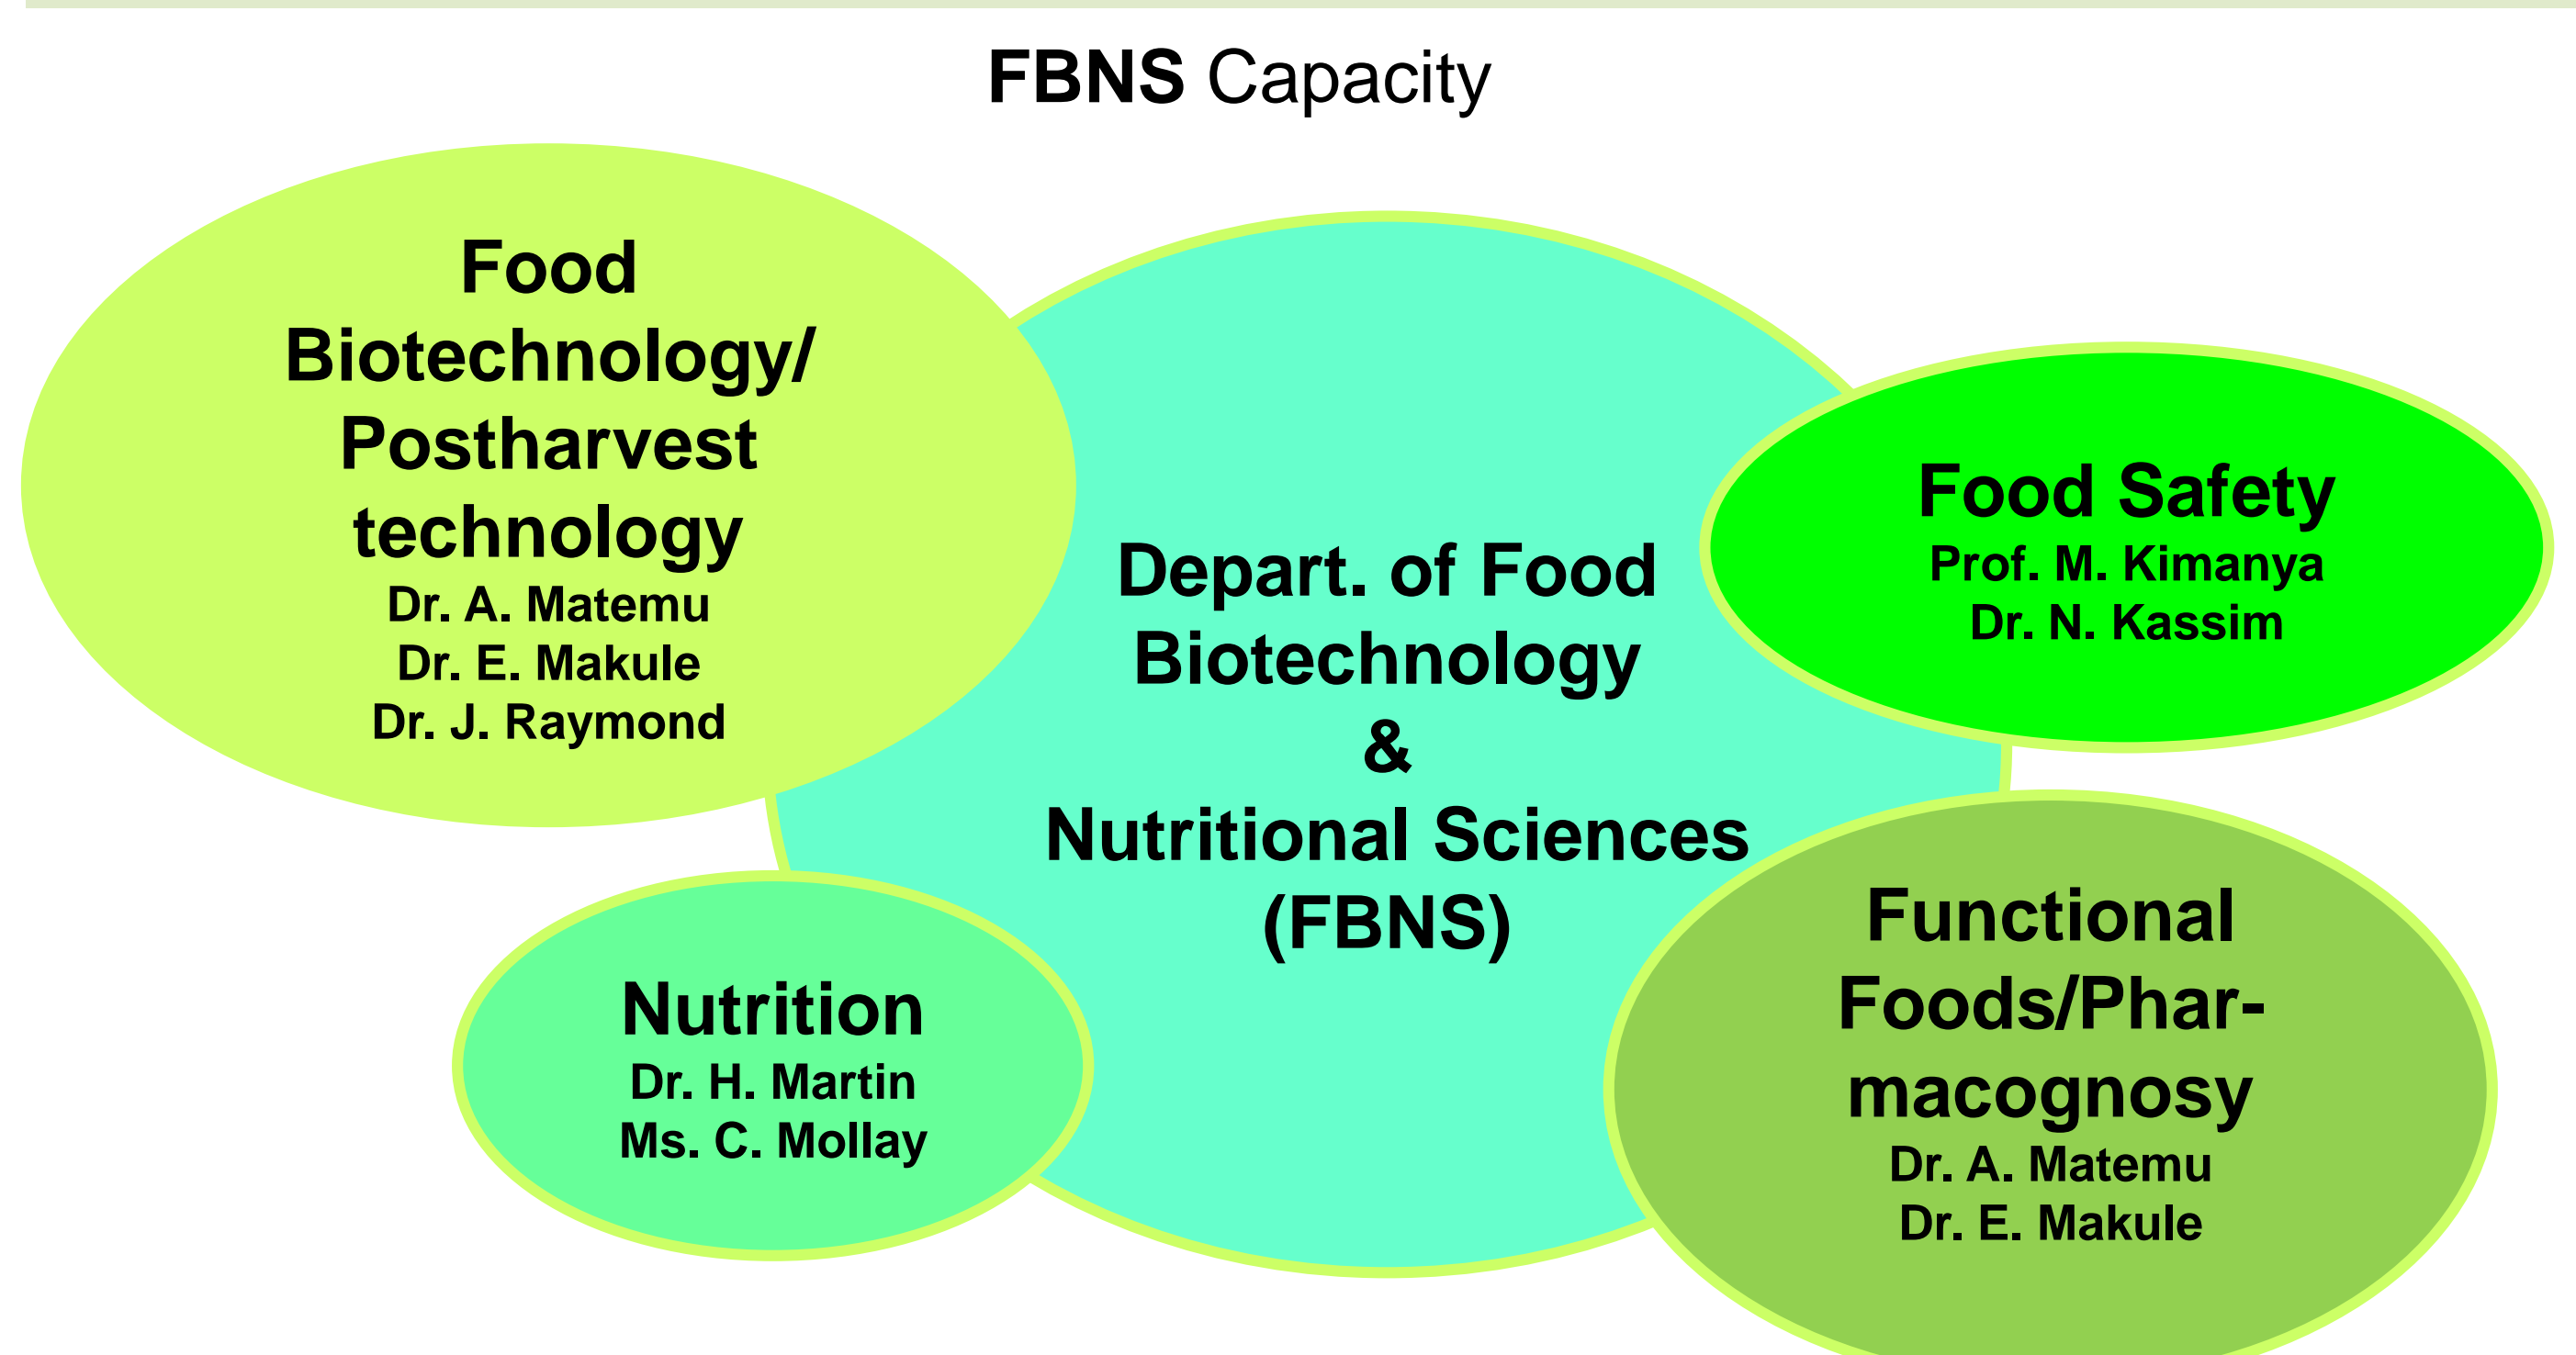 FBNS Capacity
Food
Biotechnology/
Postharvest
technology
Dr. A. Matemu
Dr. E. Makule
Dr. J. Raymond
Depart. of Food
Biotechnology
&
Nutritional Sciences
(FBNS)
Food Safety
Prof. M. Kimanya
Dr. N. Kassim
Nutrition
Dr. H. Martin
Ms. C. Mollay
Functional
Foods/Phar-
macognosy
Dr. A. Matemu
Dr. E. Makule